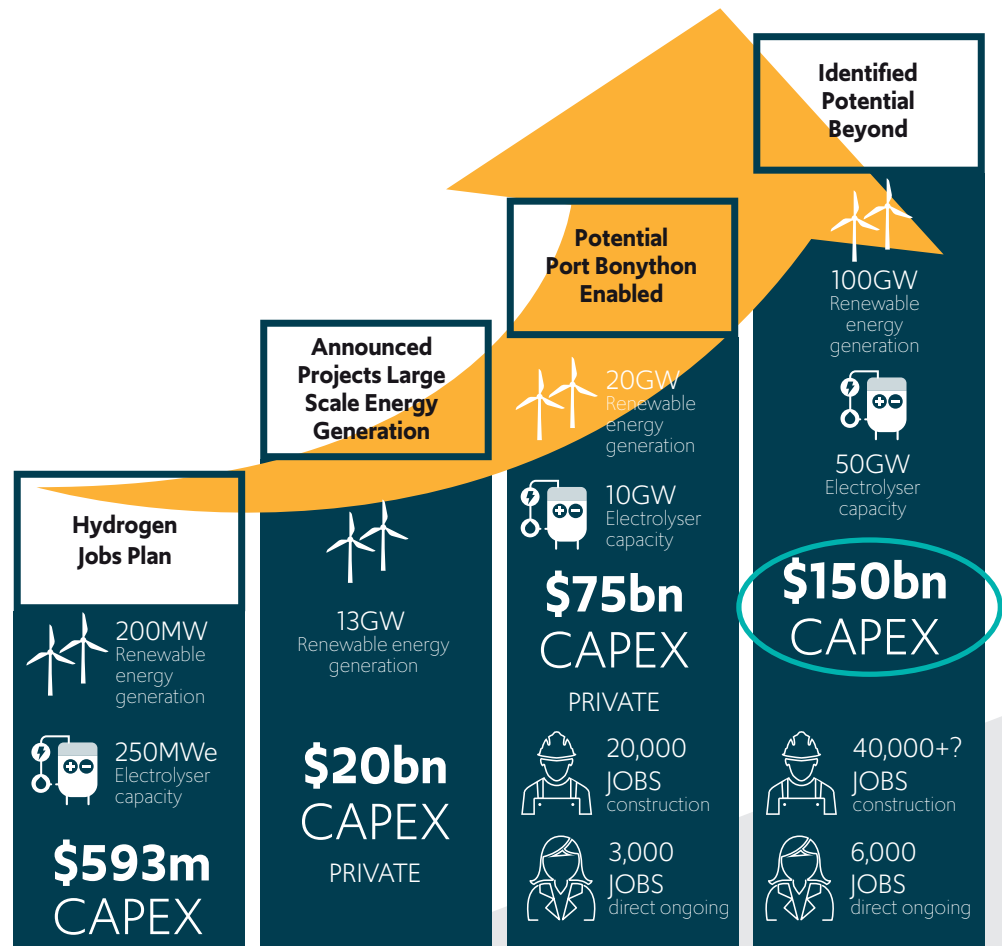 Hydrogen
Jobs Plan
200MW
Renewable
energy
generation
250MWe
Electrolyser
capacity
$593m
CAPEX
Announced
Projects Large
Scale Energy
Generation
13GW
Renewable energy
generation
$20bn
CAPEX
PRIVATE
Potential
Port Bonython
Enabled
20GW
Renewable
energy
generation
10GW
Electrolyser
capacity
$75bn
CAPEX
PRIVATE
20,000
JOBS
construction
3,000
JOBS
direct ongoing
Identified
Potential
Beyond
100GW
Renewable
energy
generation
50GW
Electrolyser
capacity
$150bn
CAPEX
40,000+?
JOBS
construction
6,000
JOBS
direct ongoing